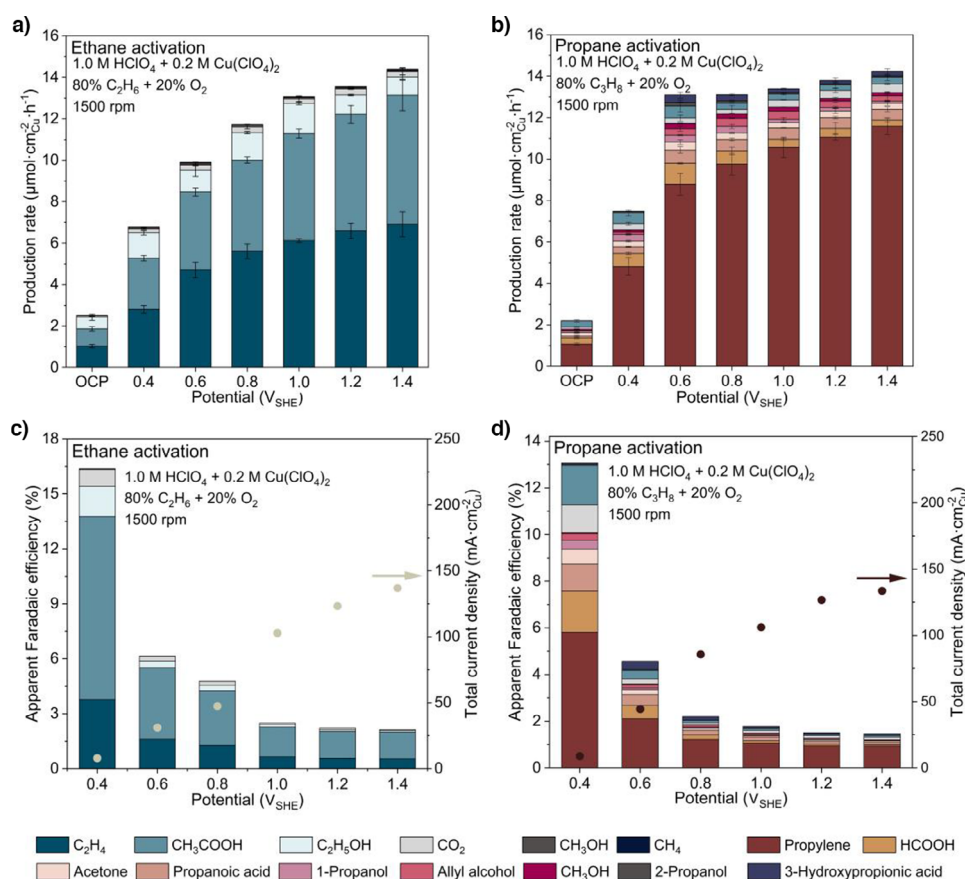 a)
Ethane activation
1.0 M HClO₄ + 0.2 M Cu(ClO₄)₂
80% C₂H₆ + 20% O₂
1500 rpm
Production rate (µmol·cm⁻²Cu·h⁻¹)
16
14
12
10
8
6
4
2
0
OCP 0.4 0.6 0.8 1.0 1.2 1.4
Potential (VSHE)
b)
Propane activation
1.0 M HClO₄ + 0.2 M Cu(ClO₄)₂
80% C₃H₈ + 20% O₂
1500 rpm
Production rate (µmol·cm⁻²Cu·h⁻¹)
16
14
12
10
8
6
4
2
0
OCP 0.4 0.6 0.8 1.0 1.2 1.4
Potential (VSHE)
c)
Ethane activation
1.0 M HClO₄ + 0.2 M Cu(ClO₄)₂
80% C₂H₆ + 20% O₂
1500 rpm
Apparent Faradaic efficiency (%)
18
15
12
9
6
3
0
Total current density (mA·cm⁻²Cu)
250
200
150
100
50
0
0.4 0.6 0.8 1.0 1.2 1.4
Potential (VSHE)
d)
Propane activation
1.0 M HClO₄ + 0.2 M Cu(ClO₄)₂
80% C₃H₈ + 20% O₂
1500 rpm
Apparent Faradaic efficiency (%)
14
12
10
8
6
4
2
0
Total current density (mA·cm⁻²Cu)
250
200
150
100
50
0
0.4 0.6 0.8 1.0 1.2 1.4
Potential (VSHE)
C₂H₄ CH₃COOH C₂H₅OH CO₂ CH₃OH CH₄ Propylene HCOOH
Acetone Propanoic acid 1-Propanol Allyl alcohol CH₃OH 2-Propanol 3-Hydroxypropionic acid